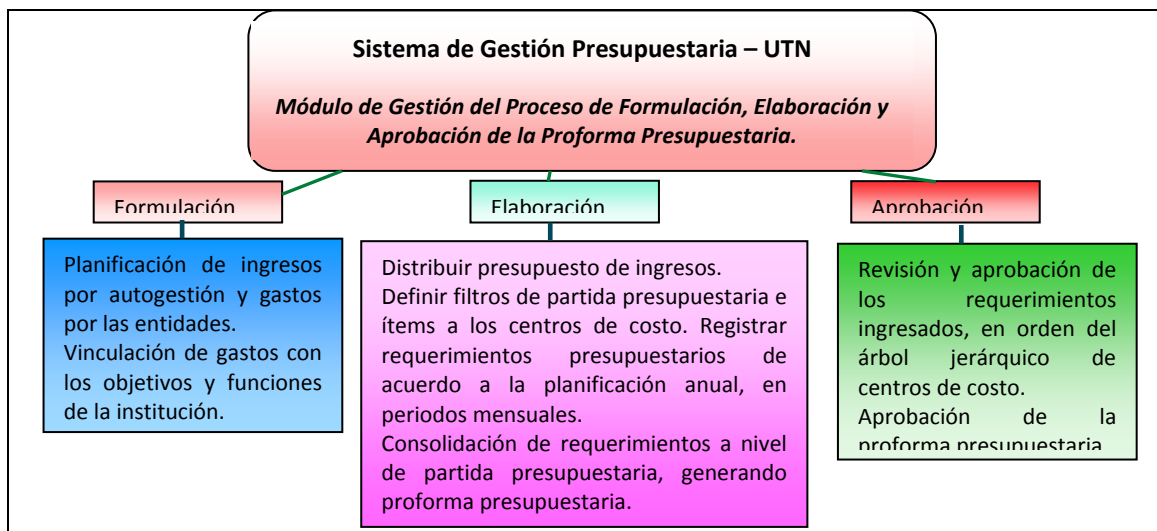 Sistema de Gestión Presupuestaria – UTN
Módulo de Gestión del Proceso de Formulación, Elaboración y
Aprobación de la Proforma Presupuestaria.
Formulación
Elaboración
Aprobación
Planificación de ingresos
por autogestión y gastos
por las entidades.
Vinculación de gastos con
los objetivos y funciones
de la institución.
Distribuir presupuesto de ingresos.
Definir filtros de partida presupuestaria e
ítems a los centros de costo. Registrar
requerimientos presupuestarios de
acuerdo a la planificación anual, en
periodos mensuales.
Consolidación de requerimientos a nivel
de partida presupuestaria, generando
proforma presupuestaria.
Revisión y aprobación de
los requerimientos
ingresados, en orden del
árbol jerárquico de
centros de costo.
Aprobación de la
proforma presupuestaria